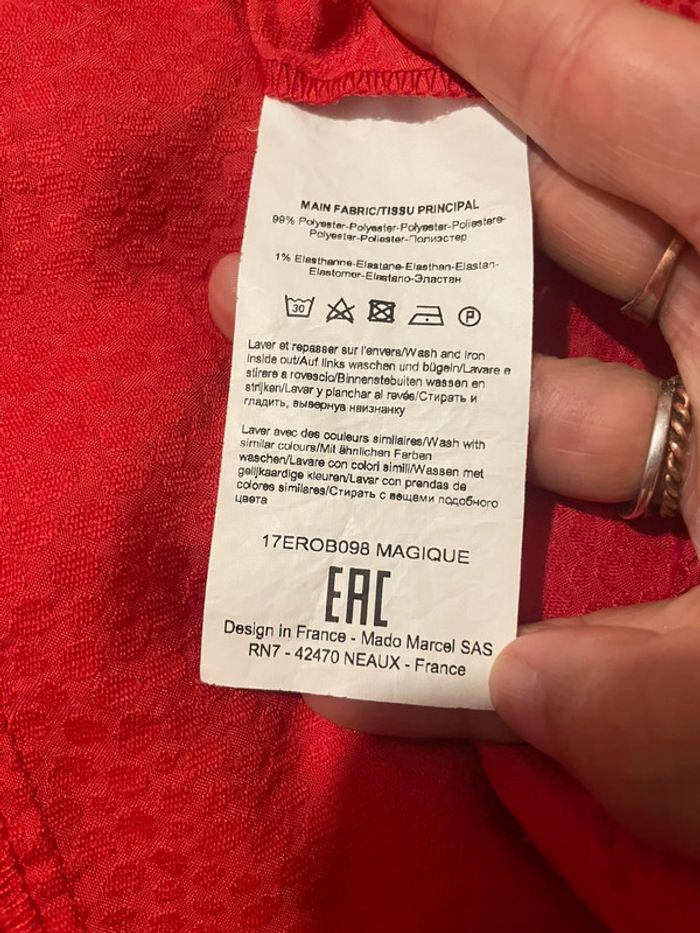 MAIN FABRIC/TISSU PRINCIPAL
99% Polyester-Polyester-Polyester-Poliestere-
Polyester-Poliester-Полиэстер
1% Elasthanne-Elastane-Elasthan-Elastan-
Elastomer-Elastano-Эластан
30 P
Laver et repasser sur l'envers/Wash and iron
inside out/Auf links waschen und bügeln/Lavare e
stirare a rovescio/Binnenstebuiten wassen en
strijken/Lavar y planchar al revés/Стирать и
гладить, вывернув наизнанку
Laver avec des couleurs similaires/Wash with
similar colours/Mit ähnlichen Farben
waschen/Lavare con colori simili/Wassen met
gelijkaardige kleuren/Lavar con prendas de
colores similares/Стирать с вещами подобного
цвета
17EROB098 MAGIQUE
EAC
Design in France - Mado Marcel SAS
RN7 - 42470 NEAUX - France